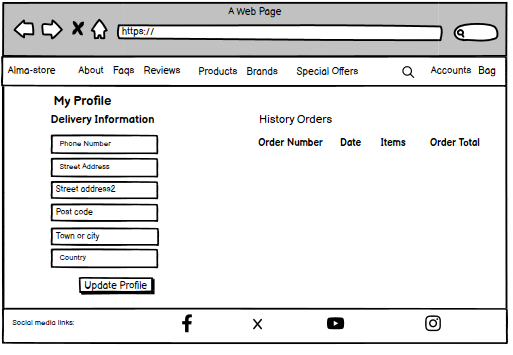 A Web Page
https://
Alma-store About Faqs Reviews Products Brands Special Offers Accounts Bag
My Profile
Delivery Information
History Orders
Order Number Date Items Order Total
Phone Number
Street Address
Street address2
Post code
Town or city
Country
Update Profile
Social media links: